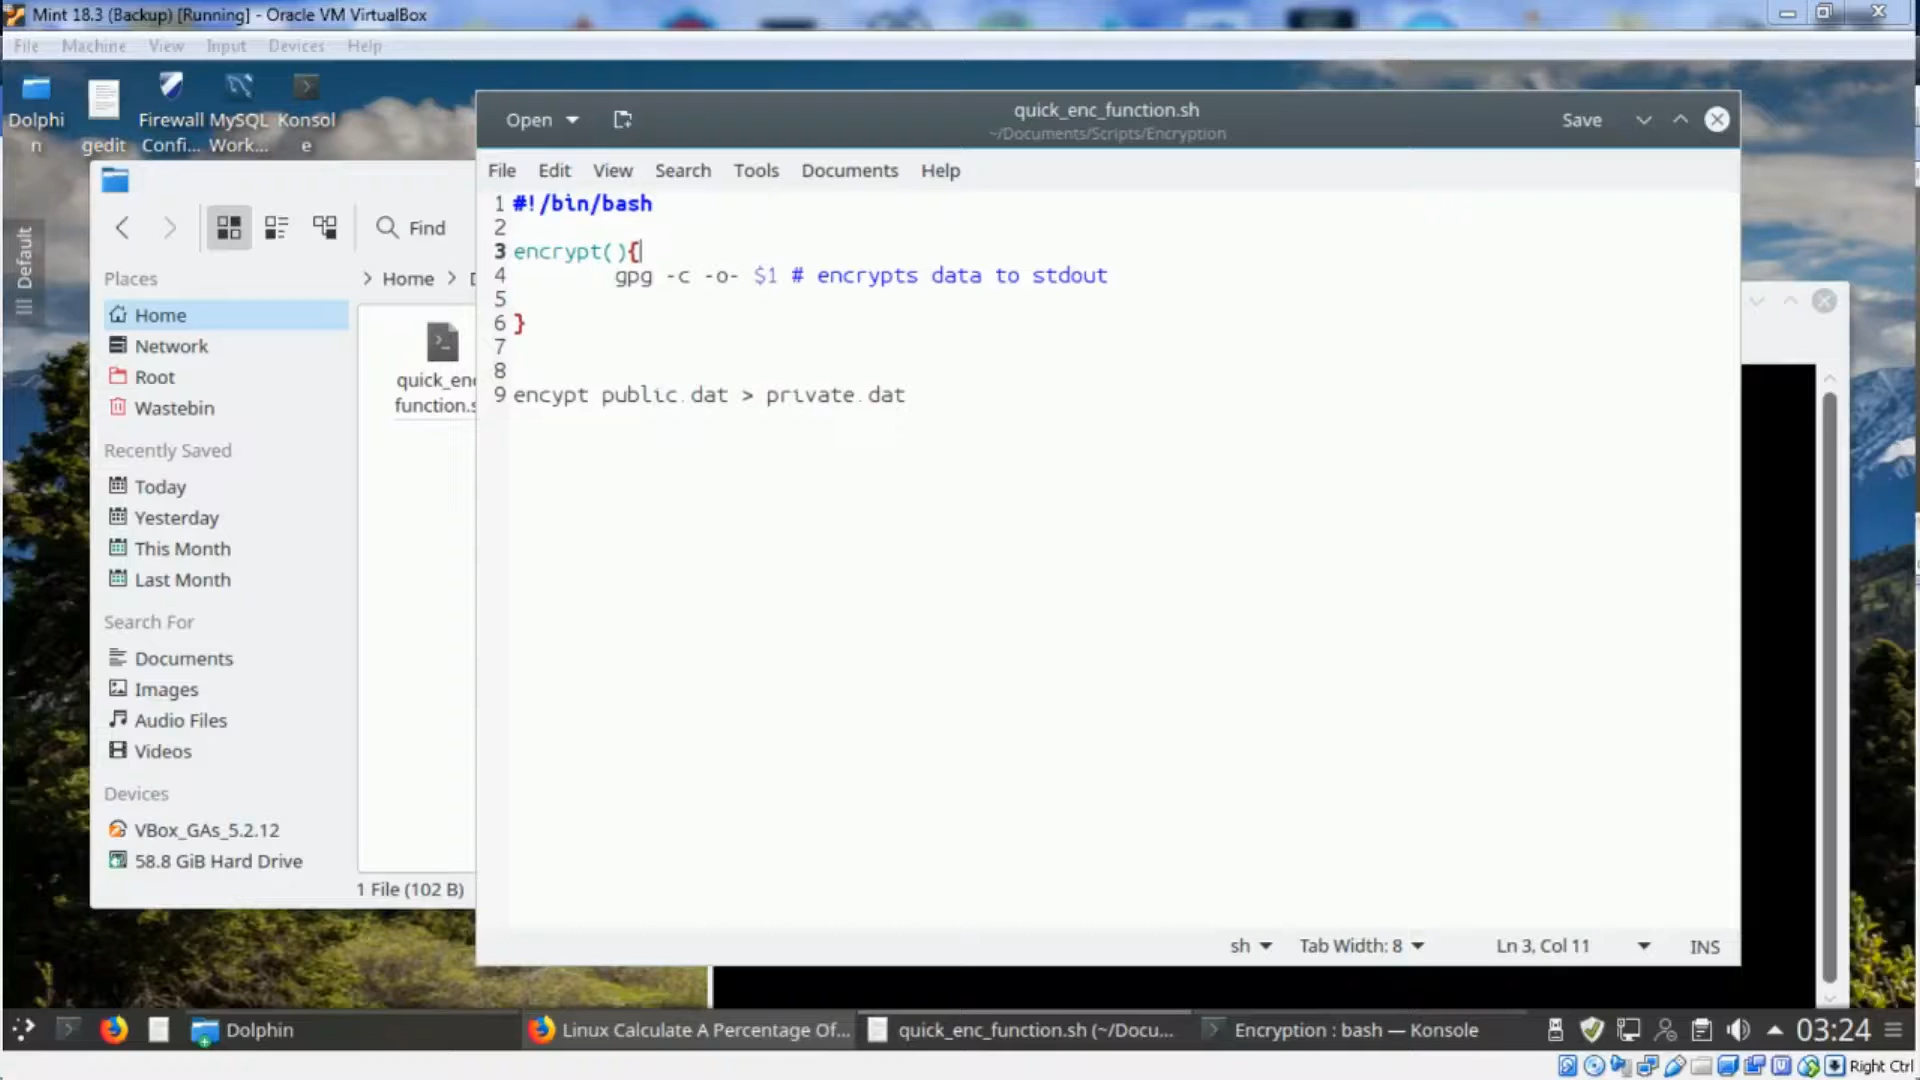 Mint 18.3 (Backup) [Running] - Oracle VM VirtualBox
File Machine View Input Devices Help
Dolphi
n
gedit
Firewall
Confi...
MySQL
Work...
Konsol
e
Open
quick_enc_function.sh
~/Documents/Scripts/Encryption
Save
File Edit View Search Tools Documents Help
1 #!/bin/bash
2
3 encrypt(){
4 gpg -c -o- $1 # encrypts data to stdout
5
6 }
7
8
9 encypt public.dat > private.dat
Default
Find
Home
Places
Home
Network
Root
Wastebin
Recently Saved
Today
Yesterday
This Month
Last Month
Search For
Documents
Images
Audio Files
Videos
Devices
VBox_GAs_5.2.12
58.8 GiB Hard Drive
quick_en
function.
1 File (102 B)
sh Tab Width: 8 Ln 3, Col 11 INS
Dolphin
Linux Calculate A Percentage Of...
quick_enc_function.sh (~/Docu...
Encryption : bash — Konsole
03:24
Right Ctrl